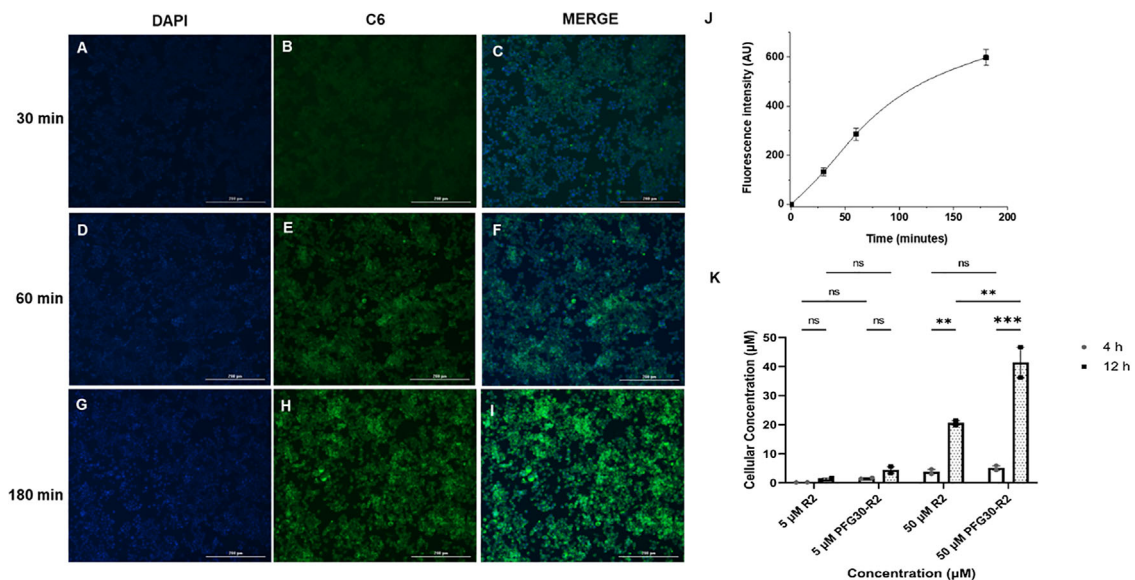 DAPI
C6
MERGE
30 min
A
B
C
60 min
D
E
F
180 min
G
H
I
J
Fluorescence intensity (AU)
600
400
200
0
0
50
100
150
200
Time (minutes)
K
ns
ns
ns
**
ns
ns
**
***
Cellular Concentration (µM)
50
40
30
20
10
0
4 h
12 h
5 µM R2
5 µM PFG30-R2
50 µM R2
50 µM PFG30-R2
Concentration (µM)